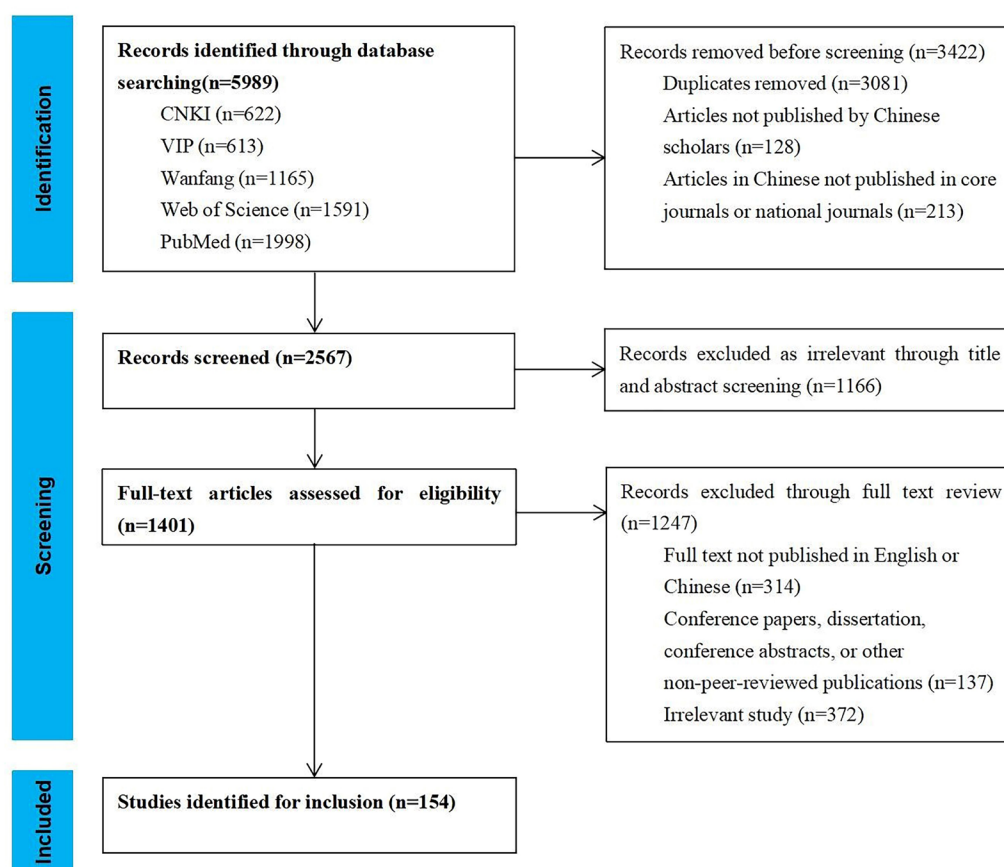 Identification
Records identified through database
searching(n=5989)
CNKI (n=622)
VIP (n=613)
Wanfang (n=1165)
Web of Science (n=1591)
PubMed (n=1998)
Records removed before screening (n=3422)
Duplicates removed (n=3081)
Articles not published by Chinese
scholars (n=128)
Articles in Chinese not published in core
journals or national journals (n=213)
Screening
Records screened (n=2567)
Records excluded as irrelevant through title
and abstract screening (n=1166)
Full-text articles assessed for eligibility
(n=1401)
Records excluded through full text review
(n=1247)
Full text not published in English or
Chinese (n=314)
Conference papers, dissertation,
conference abstracts, or other
non-peer-reviewed publications (n=137)
Irrelevant study (n=372)
Included
Studies identified for inclusion (n=154)